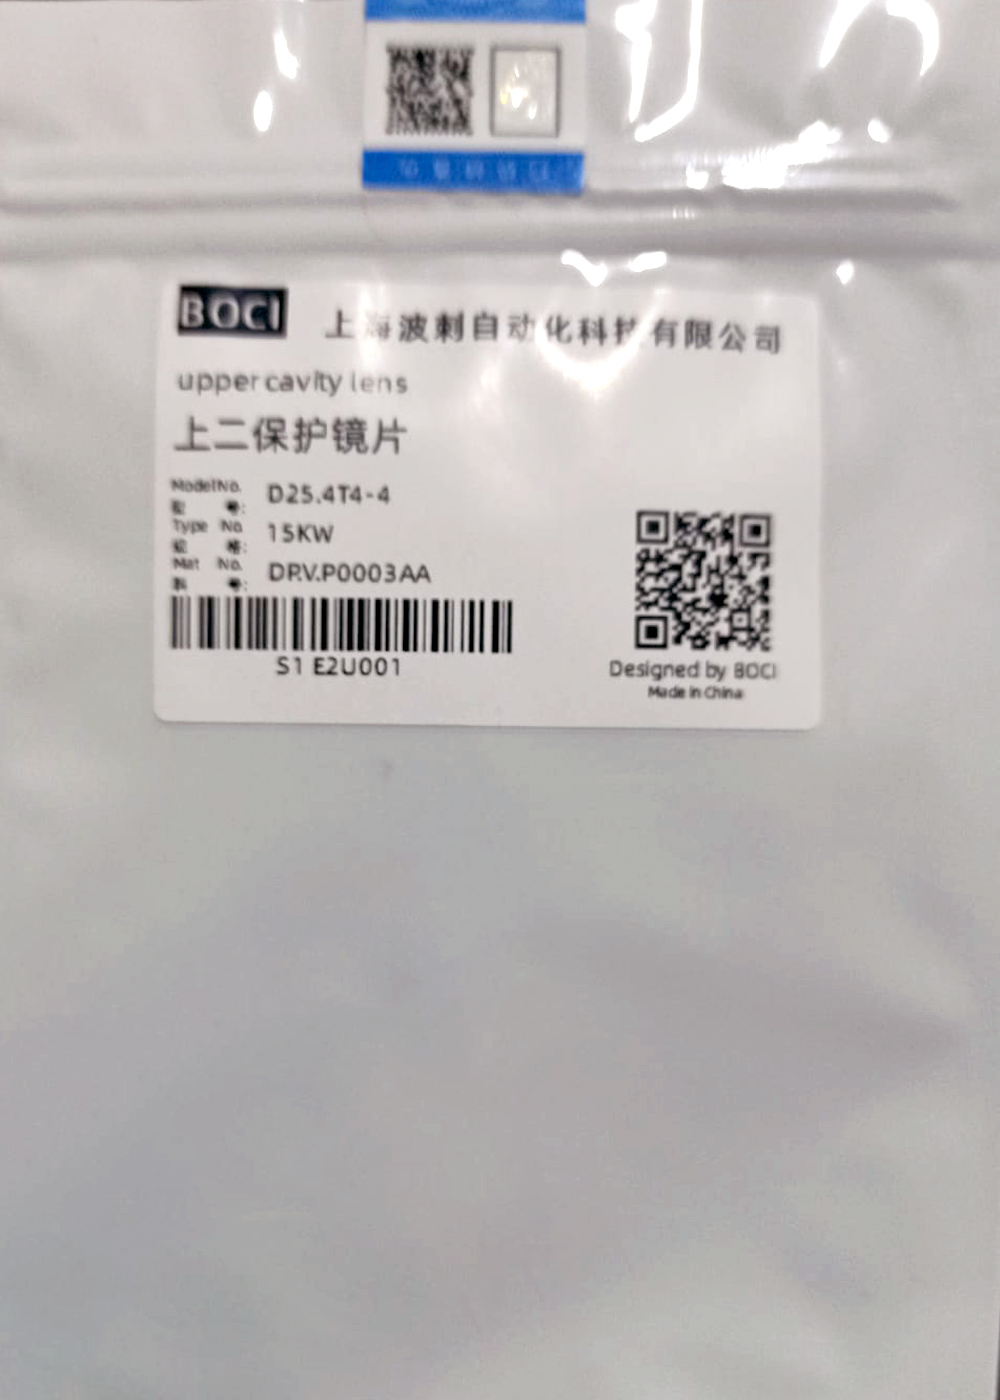 BOCI 上海波刺自动化科技有限公司
upper cavity lens
上二保护镜片
ModelNo. D25.4T4-4
型 号:
Type No. 15KW
规 格:
Mat No. DRV.P0003AA
料 号:
S1 E2U001
Designed by BOCI
Made in China